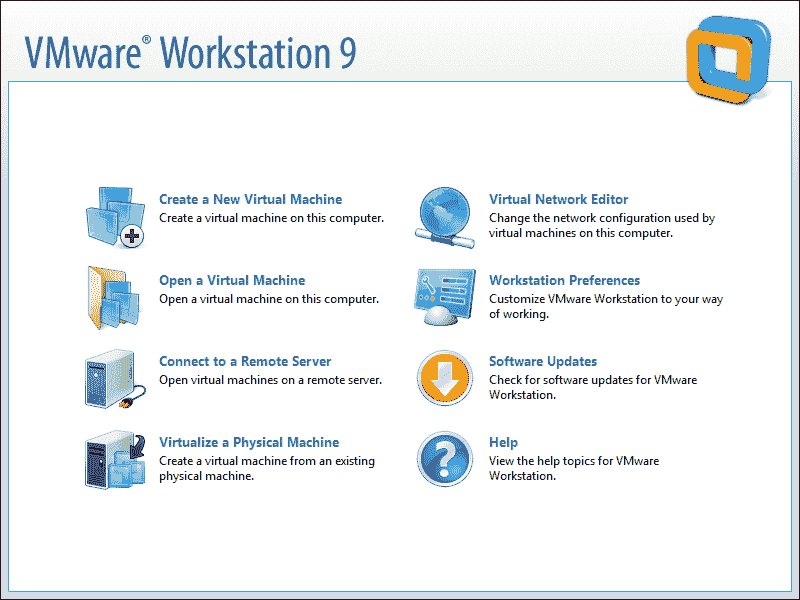 VMware® Workstation 9
Create a New Virtual Machine
Create a virtual machine on this computer.
Open a Virtual Machine
Open a virtual machine on this computer.
Connect to a Remote Server
Open virtual machines on a remote server.
Virtualize a Physical Machine
Create a virtual machine from an existing
physical machine.
Virtual Network Editor
Change the network configuration used by
virtual machines on this computer.
Workstation Preferences
Customize VMware Workstation to your way
of working.
Software Updates
Check for software updates for VMware
Workstation.
Help
View the help topics for VMware
Workstation.